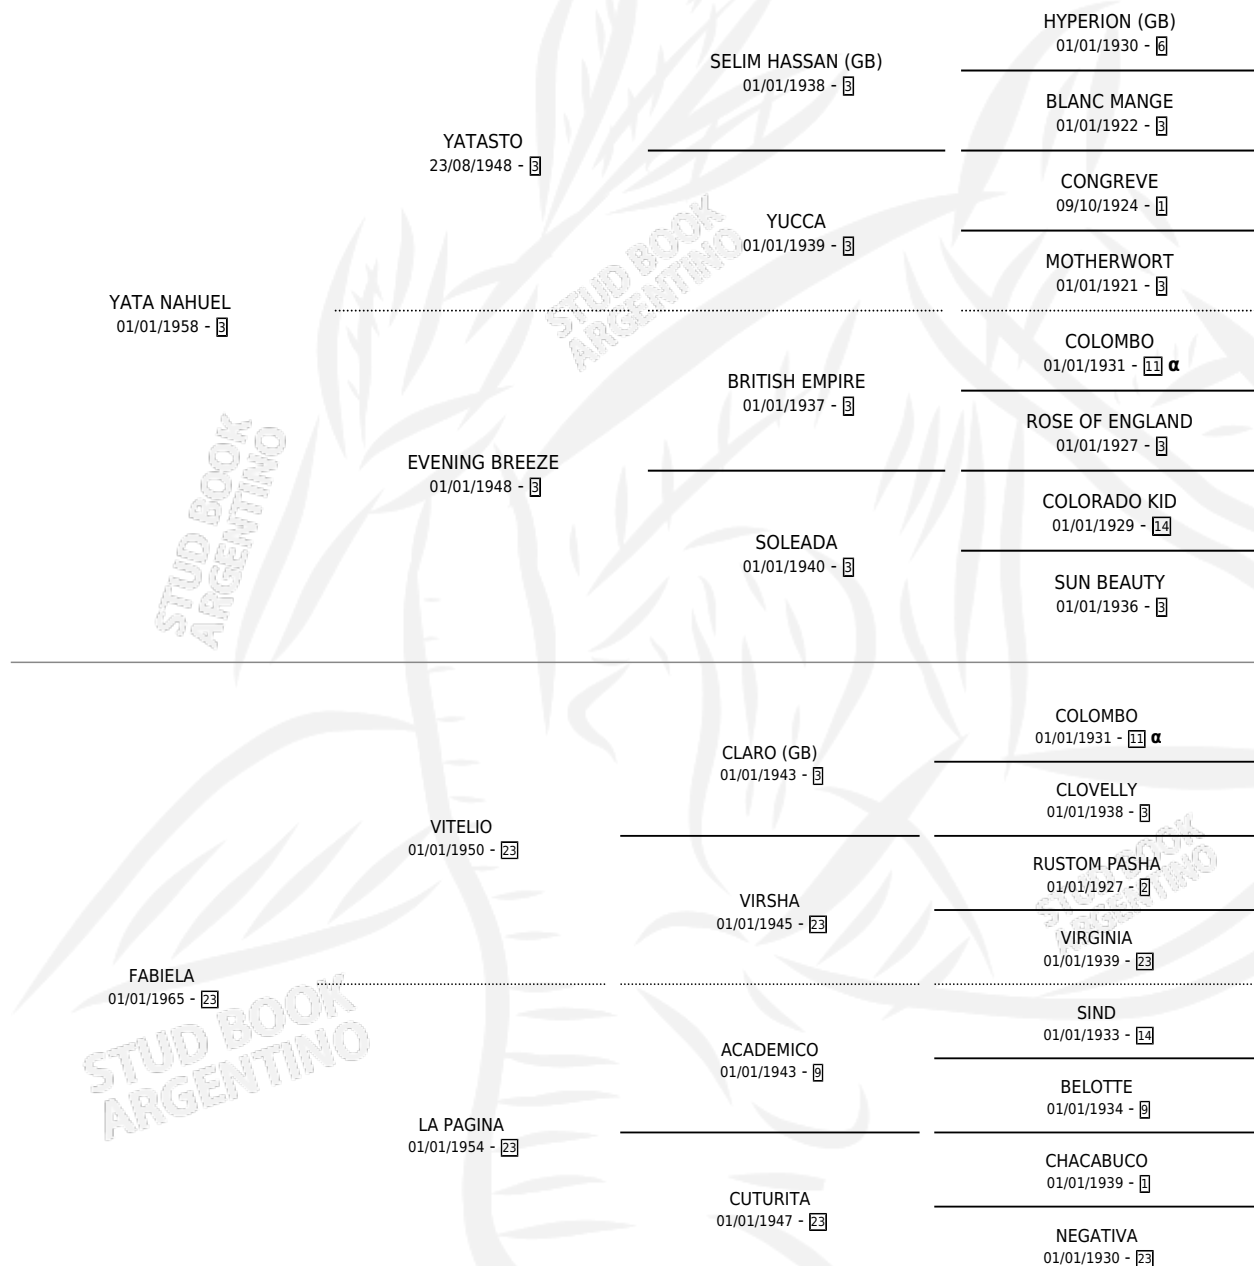 HYPERION (GB)
01/01/1930 - 6
SELIM HASSAN (GB)
01/01/1938 - 3
BLANC MANGE
01/01/1922 - 3
YATASTO
23/08/1948 - 3
CONGREVE
09/10/1924 - 1
YUCCA
01/01/1939 - 3
MOTHERWORT
01/01/1921 - 3
YATA NAHUEL
01/01/1958 - 3
COLOMBO
01/01/1931 - 11 α
BRITISH EMPIRE
01/01/1937 - 3
ROSE OF ENGLAND
01/01/1927 - 3
EVENING BREEZE
01/01/1948 - 3
COLORADO KID
01/01/1929 - 14
SOLEADA
01/01/1940 - 3
SUN BEAUTY
01/01/1936 - 3
COLOMBO
01/01/1931 - 11 α
CLARO (GB)
01/01/1943 - 3
CLOVELLY
01/01/1938 - 3
VITELIO
01/01/1950 - 23
RUSTOM PASHA
01/01/1927 - 2
VIRSHA
01/01/1945 - 23
VIRGINIA
01/01/1939 - 23
FABIELA
01/01/1965 - 23
SIND
01/01/1933 - 14
ACADEMICO
01/01/1943 - 9
BELOTTE
01/01/1934 - 9
LA PAGINA
01/01/1954 - 23
CHACABUCO
01/01/1939 - 1
CUTURITA
01/01/1947 - 23
NEGATIVA
01/01/1930 - 23
STUD BOOK
ARGENTINO
STUD BOOK
ARGENTINO
STUD BOOK
ARGENTINO
STUD BOOK
ARGENTINO